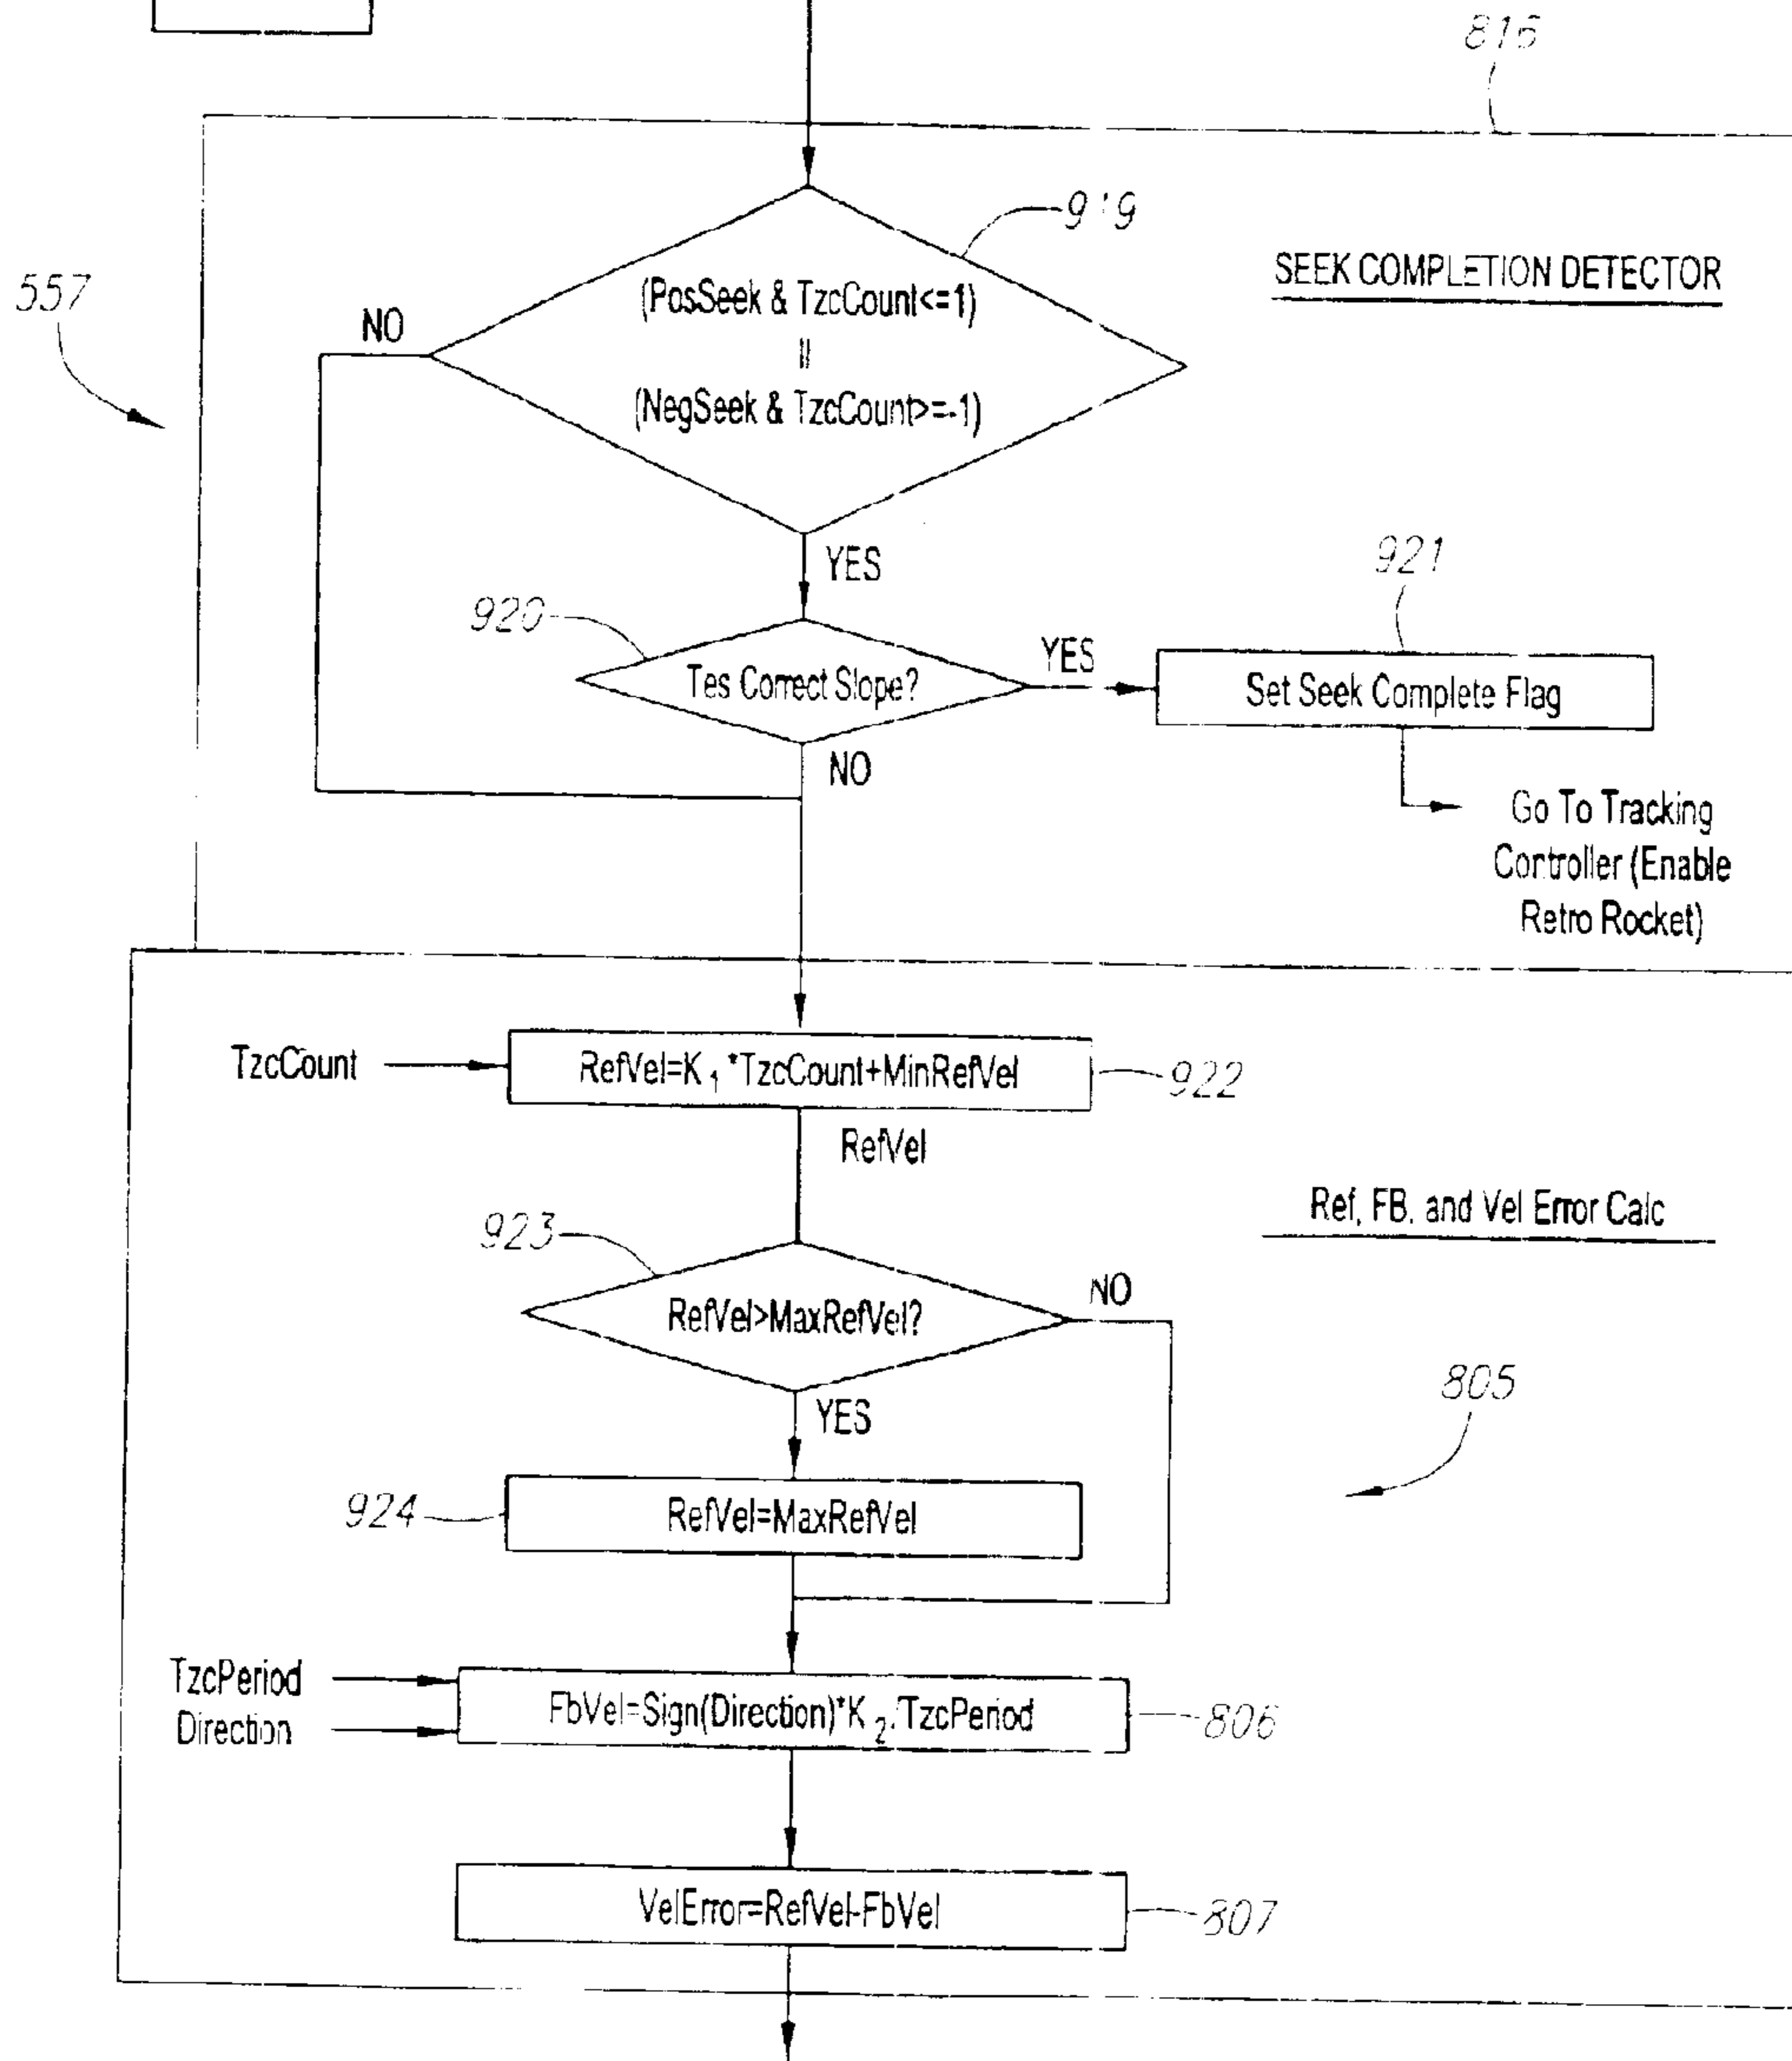 816
919
SEEK COMPLETION DETECTOR
557
NO
(PosSeek & TzcCount<=1)
||
(NegSeek & TzcCount>=-1)
YES
921
920
Tes Correct Slope?
YES
Set Seek Complete Flag
NO
Go To Tracking
Controller (Enable
Retro Rocket)
TzcCount
RefVel=K₁*TzcCount+MinRefVel
922
RefVel
Ref, FB, and Vel Error Calc
923
NO
RefVel>MaxRefVel?
805
YES
924
RefVel=MaxRefVel
TzcPeriod
Direction
FbVel=Sign(Direction)*K₂/TzcPeriod
806
VelError=RefVel-FbVel
807